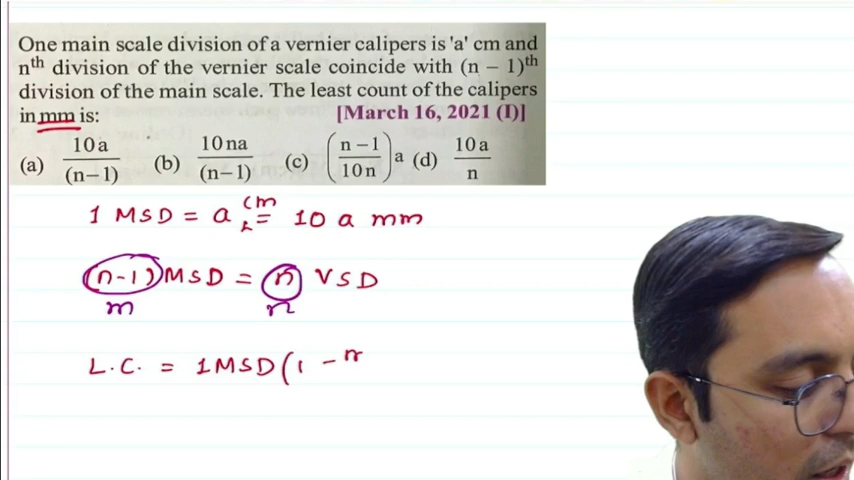 One main scale division of a vernier calipers is 'a' cm and
nth division of the vernier scale coincide with (n – 1)th
division of the main scale. The least count of the calipers
in mm is: [March 16, 2021 (I)]
(a) 10a/(n–1) (b) 10na/(n–1) (c) (n–1/10n) a (d) 10a/n
1 MSD = a cm = 10 a mm
(n-1) MSD = n VSD
m n
L.C. = 1MSD (1 -